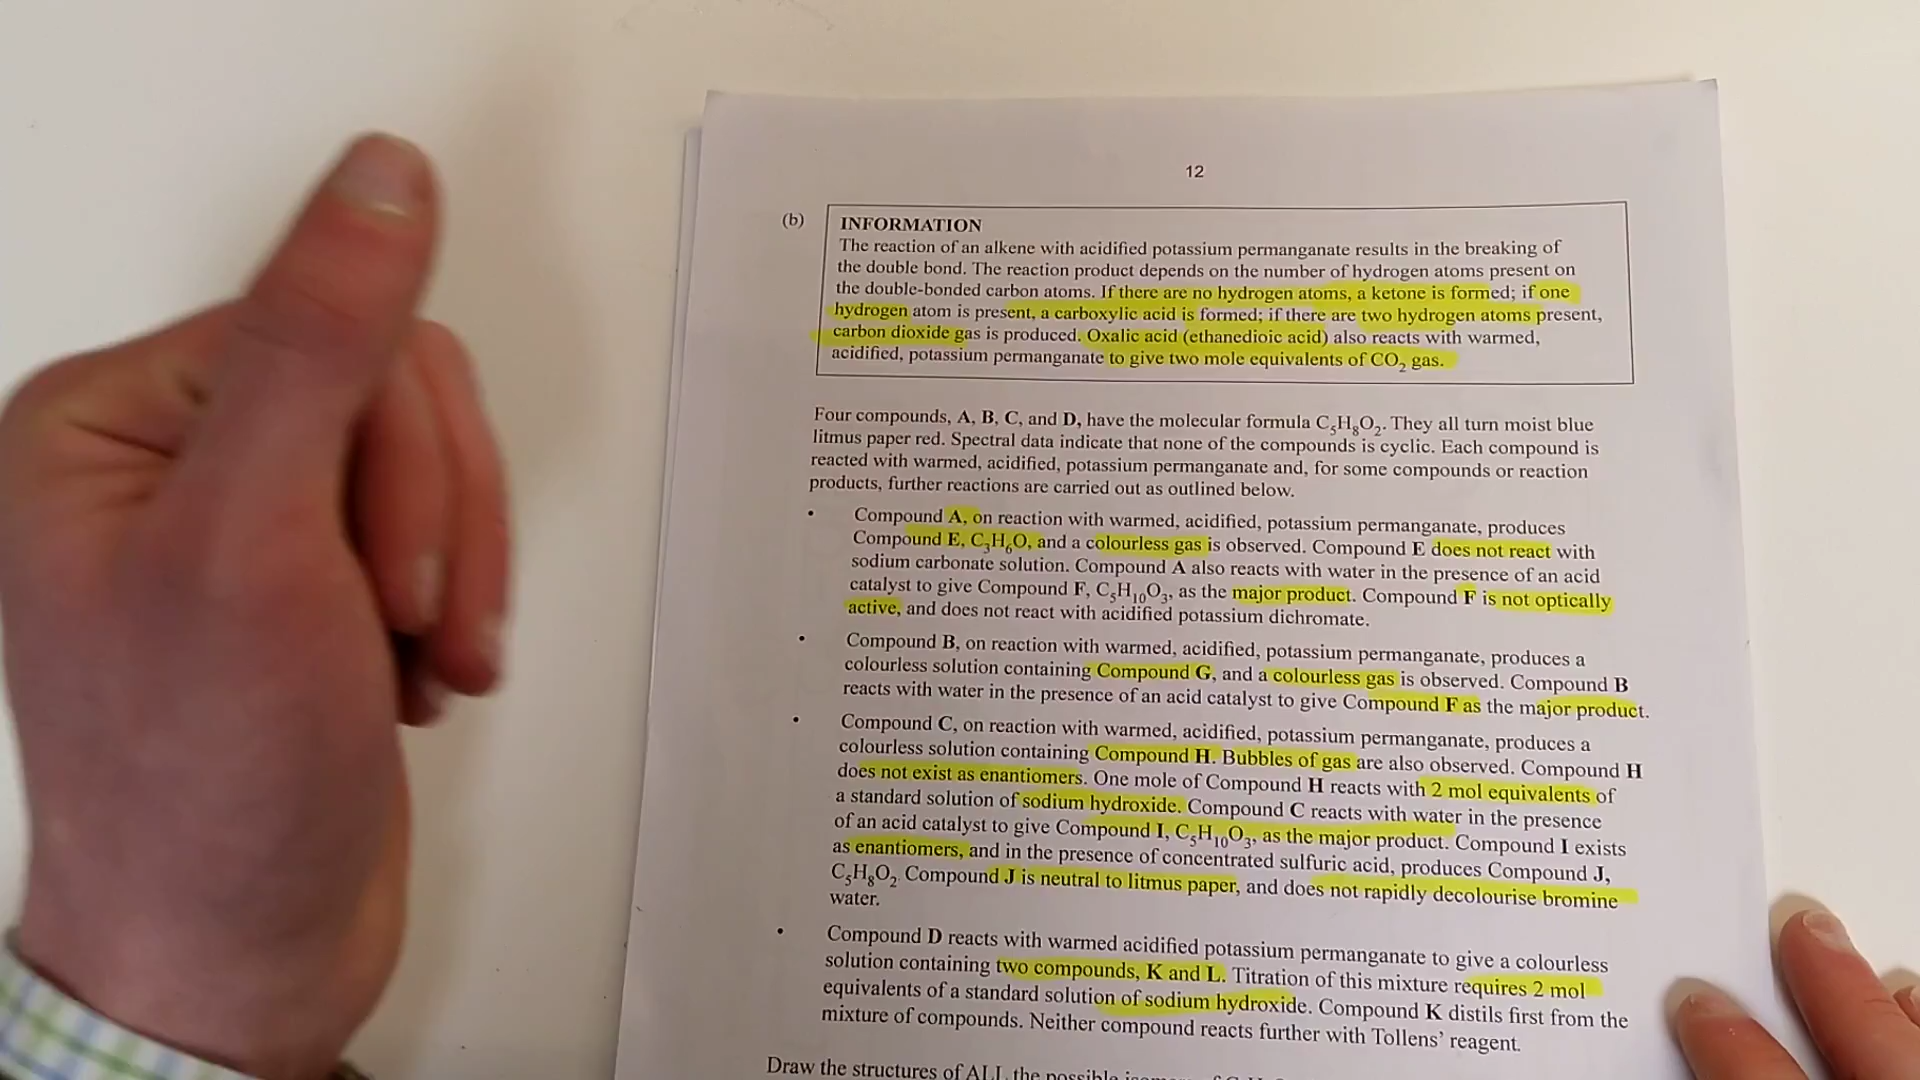 12
(b)
INFORMATION
The reaction of an alkene with acidified potassium permanganate results in the breaking of
the double bond. The reaction product depends on the number of hydrogen atoms present on
the double-bonded carbon atoms. If there are no hydrogen atoms, a ketone is formed; if one
hydrogen atom is present, a carboxylic acid is formed; if there are two hydrogen atoms present,
carbon dioxide gas is produced. Oxalic acid (ethanedioic acid) also reacts with warmed,
acidified, potassium permanganate to give two mole equivalents of CO₂ gas.
Four compounds, A, B, C, and D, have the molecular formula C₅H₈O₂. They all turn moist blue
litmus paper red. Spectral data indicate that none of the compounds is cyclic. Each compound is
reacted with warmed, acidified, potassium permanganate and, for some compounds or reaction
products, further reactions are carried out as outlined below.
• Compound A, on reaction with warmed, acidified, potassium permanganate, produces
Compound E, C₃H₆O, and a colourless gas is observed. Compound E does not react with
sodium carbonate solution. Compound A also reacts with water in the presence of an acid
catalyst to give Compound F, C₅H₁₀O₃, as the major product. Compound F is not optically
active, and does not react with acidified potassium dichromate.
• Compound B, on reaction with warmed, acidified, potassium permanganate, produces a
colourless solution containing Compound G, and a colourless gas is observed. Compound B
reacts with water in the presence of an acid catalyst to give Compound F as the major product.
• Compound C, on reaction with warmed, acidified, potassium permanganate, produces a
colourless solution containing Compound H. Bubbles of gas are also observed. Compound H
does not exist as enantiomers. One mole of Compound H reacts with 2 mol equivalents of
a standard solution of sodium hydroxide. Compound C reacts with water in the presence
of an acid catalyst to give Compound I, C₅H₁₀O₃, as the major product. Compound I exists
as enantiomers, and in the presence of concentrated sulfuric acid, produces Compound J,
C₅H₈O₂. Compound J is neutral to litmus paper, and does not rapidly decolourise bromine
water.
• Compound D reacts with warmed acidified potassium permanganate to give a colourless
solution containing two compounds, K and L. Titration of this mixture requires 2 mol
equivalents of a standard solution of sodium hydroxide. Compound K distils first from the
mixture of compounds. Neither compound reacts further with Tollens' reagent.
Draw the structures of ALL the possible